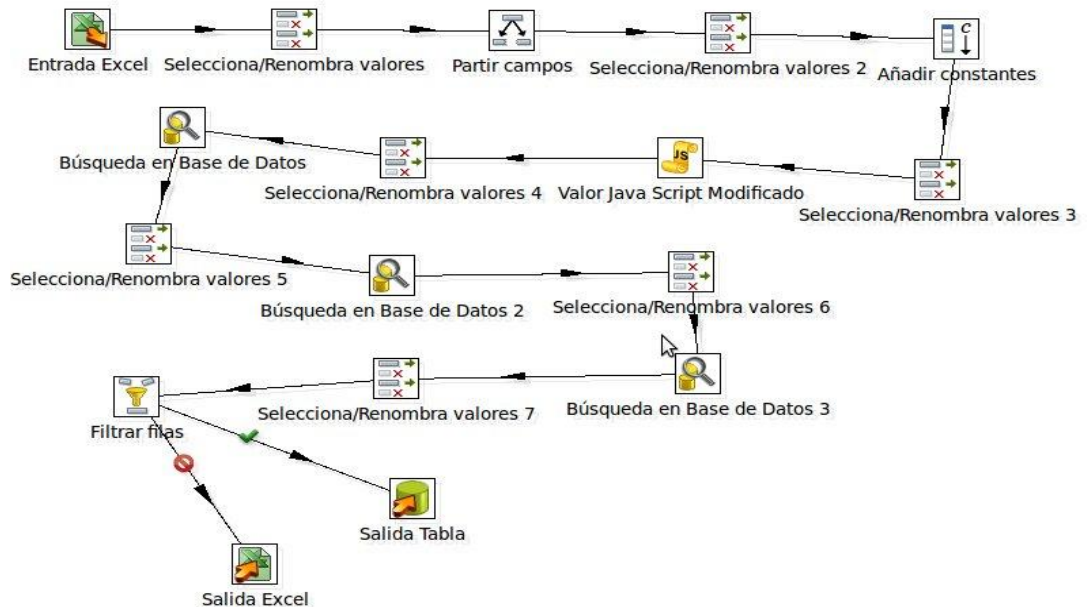 Entrada Excel
Selecciona/Renombra valores
Partir campos
Selecciona/Renombra valores 2
Añadir constantes
Búsqueda en Base de Datos
Selecciona/Renombra valores 4
Valor Java Script Modificado
Selecciona/Renombra valores 3
Selecciona/Renombra valores 5
Búsqueda en Base de Datos 2
Selecciona/Renombra valores 6
Filtrar filas
Selecciona/Renombra valores 7
Búsqueda en Base de Datos 3
Salida Tabla
Salida Excel